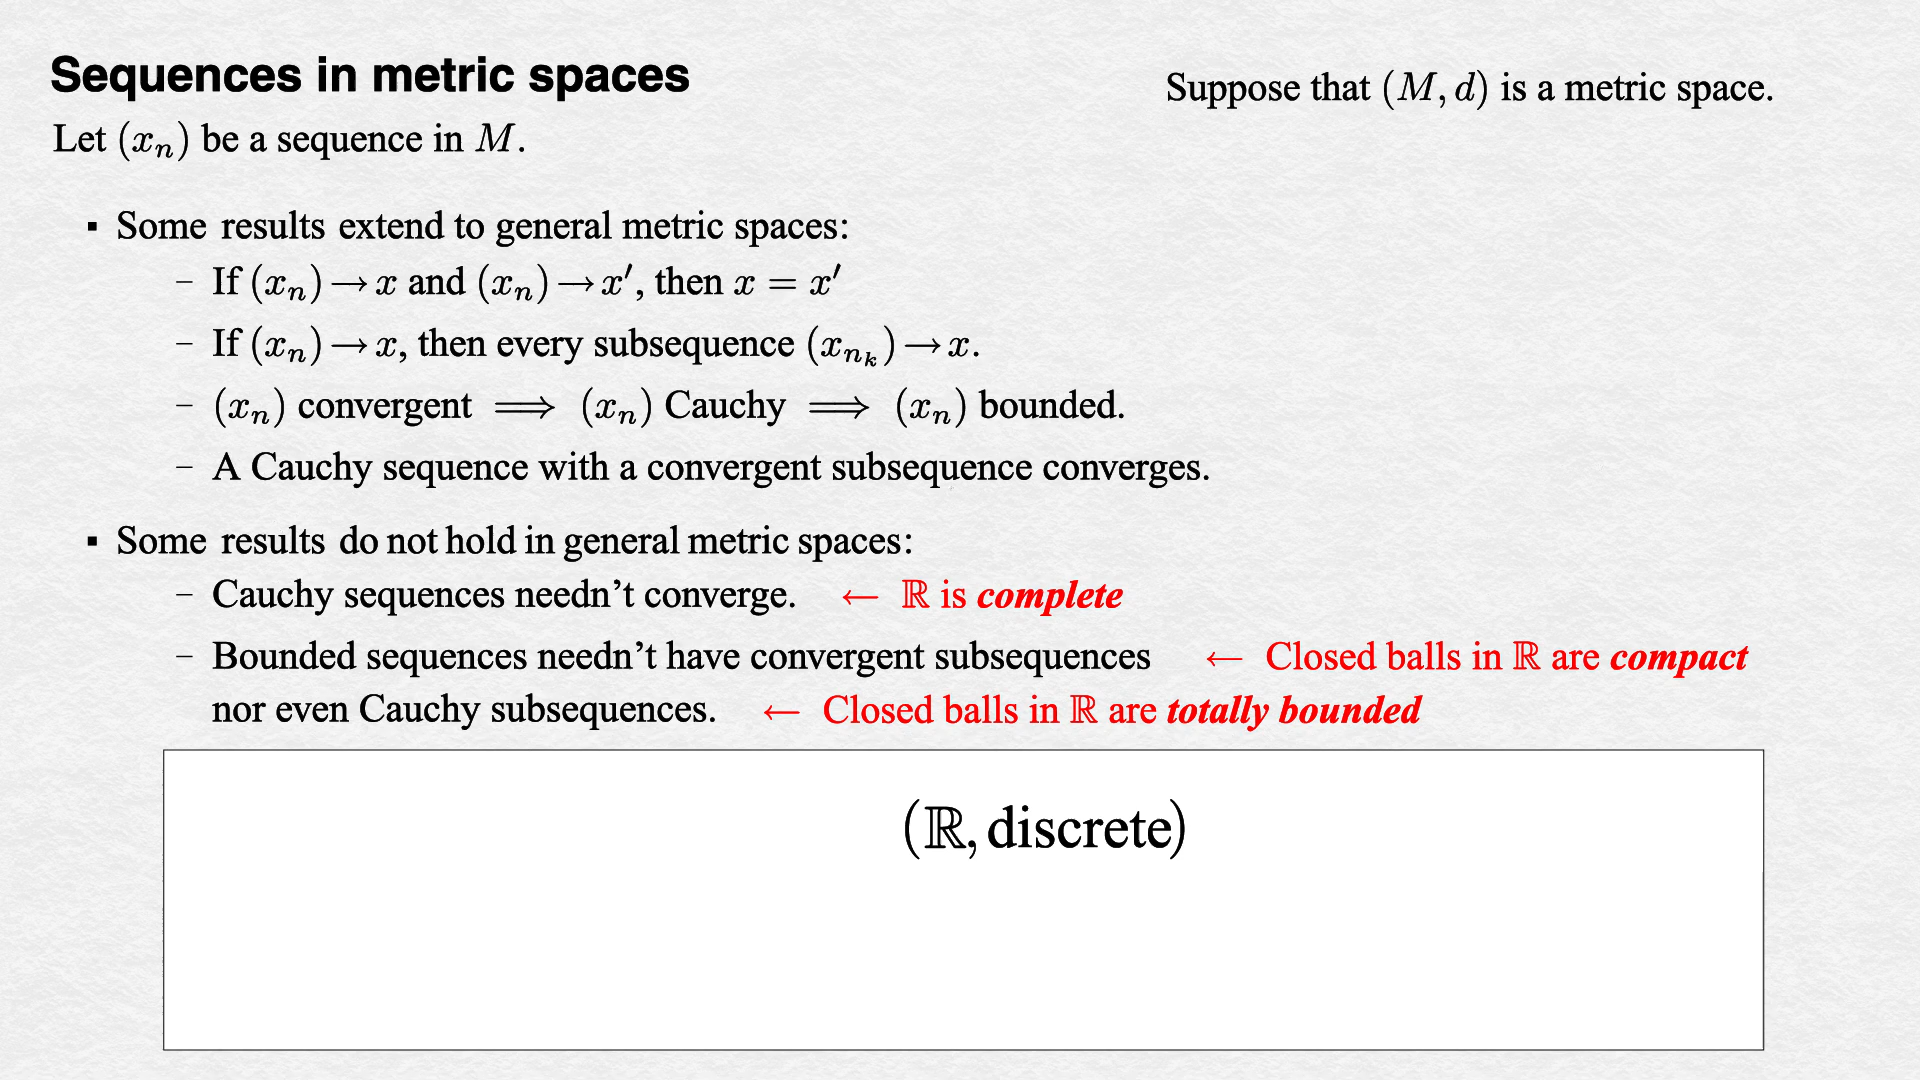 Sequences in metric spaces
Suppose that (M, d) is a metric space.
Let (xₙ) be a sequence in M.
▪ Some results extend to general metric spaces:
– If (xₙ) → x and (xₙ) → x′, then x = x′
– If (xₙ) → x, then every subsequence (xₙₖ) → x.
– (xₙ) convergent ⟹ (xₙ) Cauchy ⟹ (xₙ) bounded.
– A Cauchy sequence with a convergent subsequence converges.
▪ Some results do not hold in general metric spaces:
– Cauchy sequences needn’t converge. ← ℝ is complete
– Bounded sequences needn’t have convergent subsequences ← Closed balls in ℝ are compact
nor even Cauchy subsequences. ← Closed balls in ℝ are totally bounded
(ℝ, discrete)